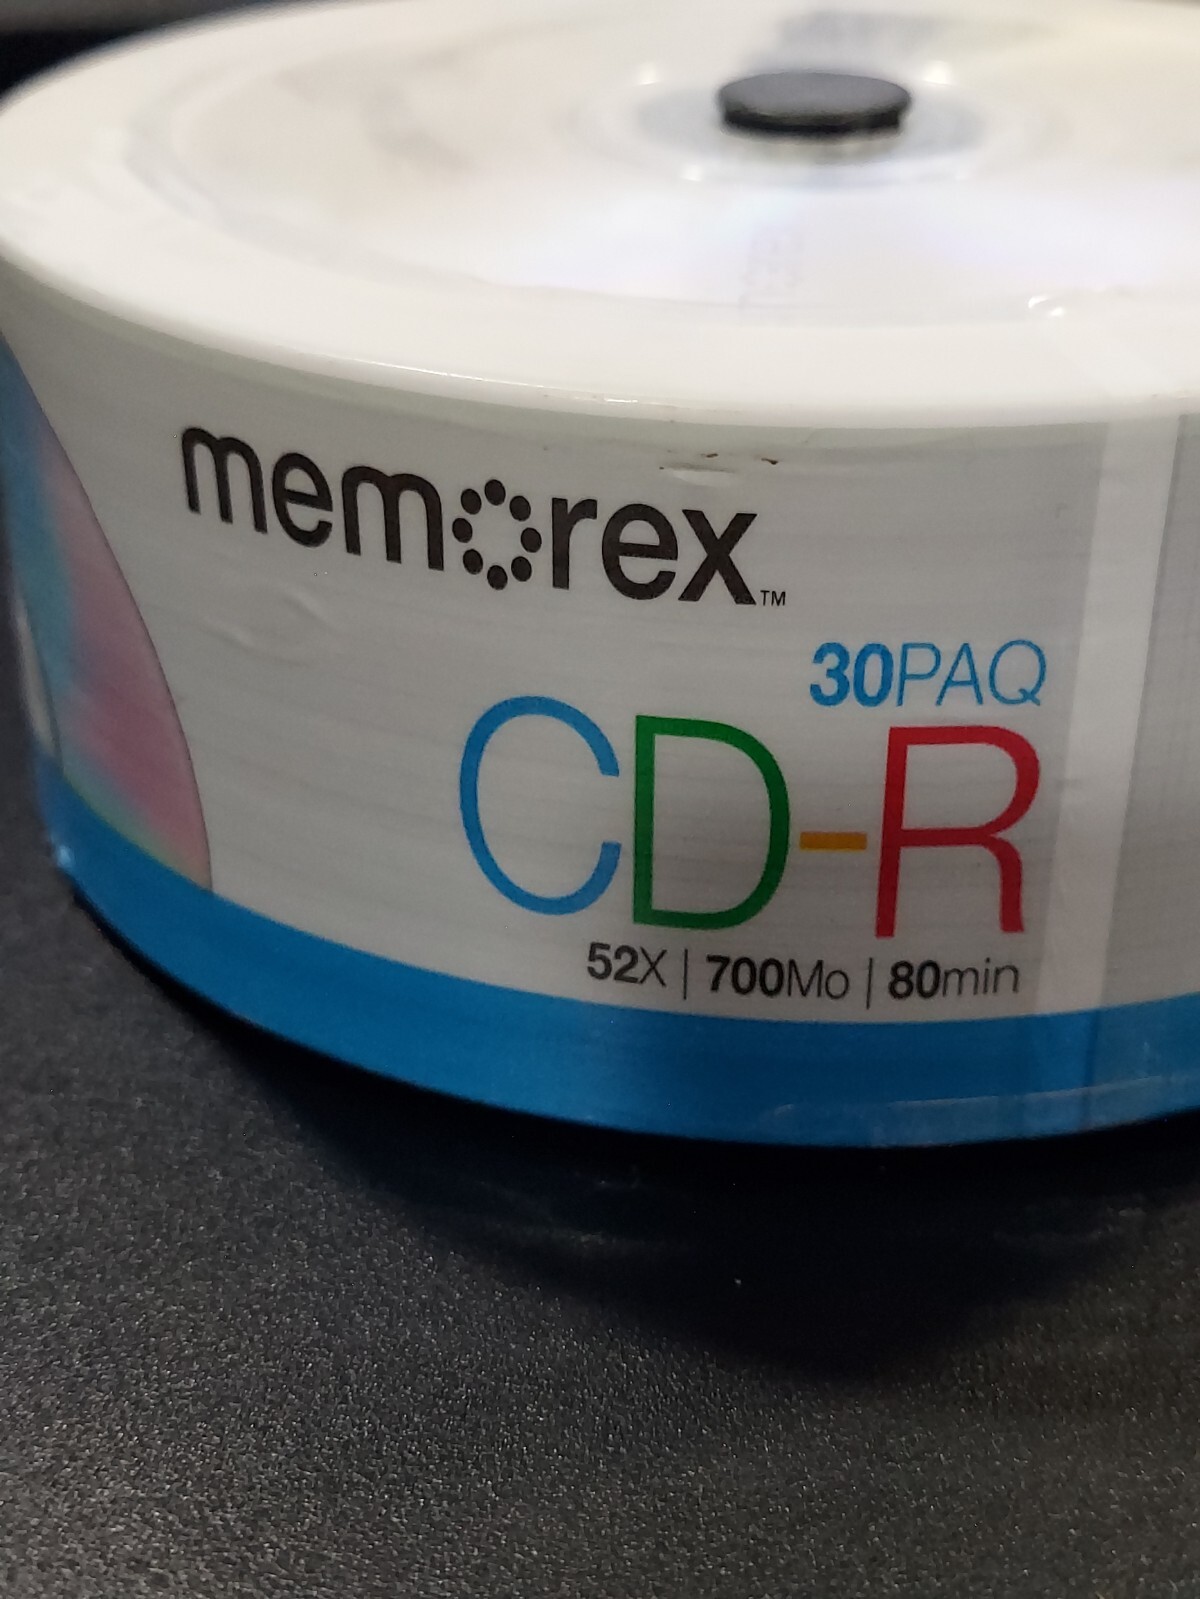 memorex™
30PAQ
CD-R
52X | 700Mo | 80min